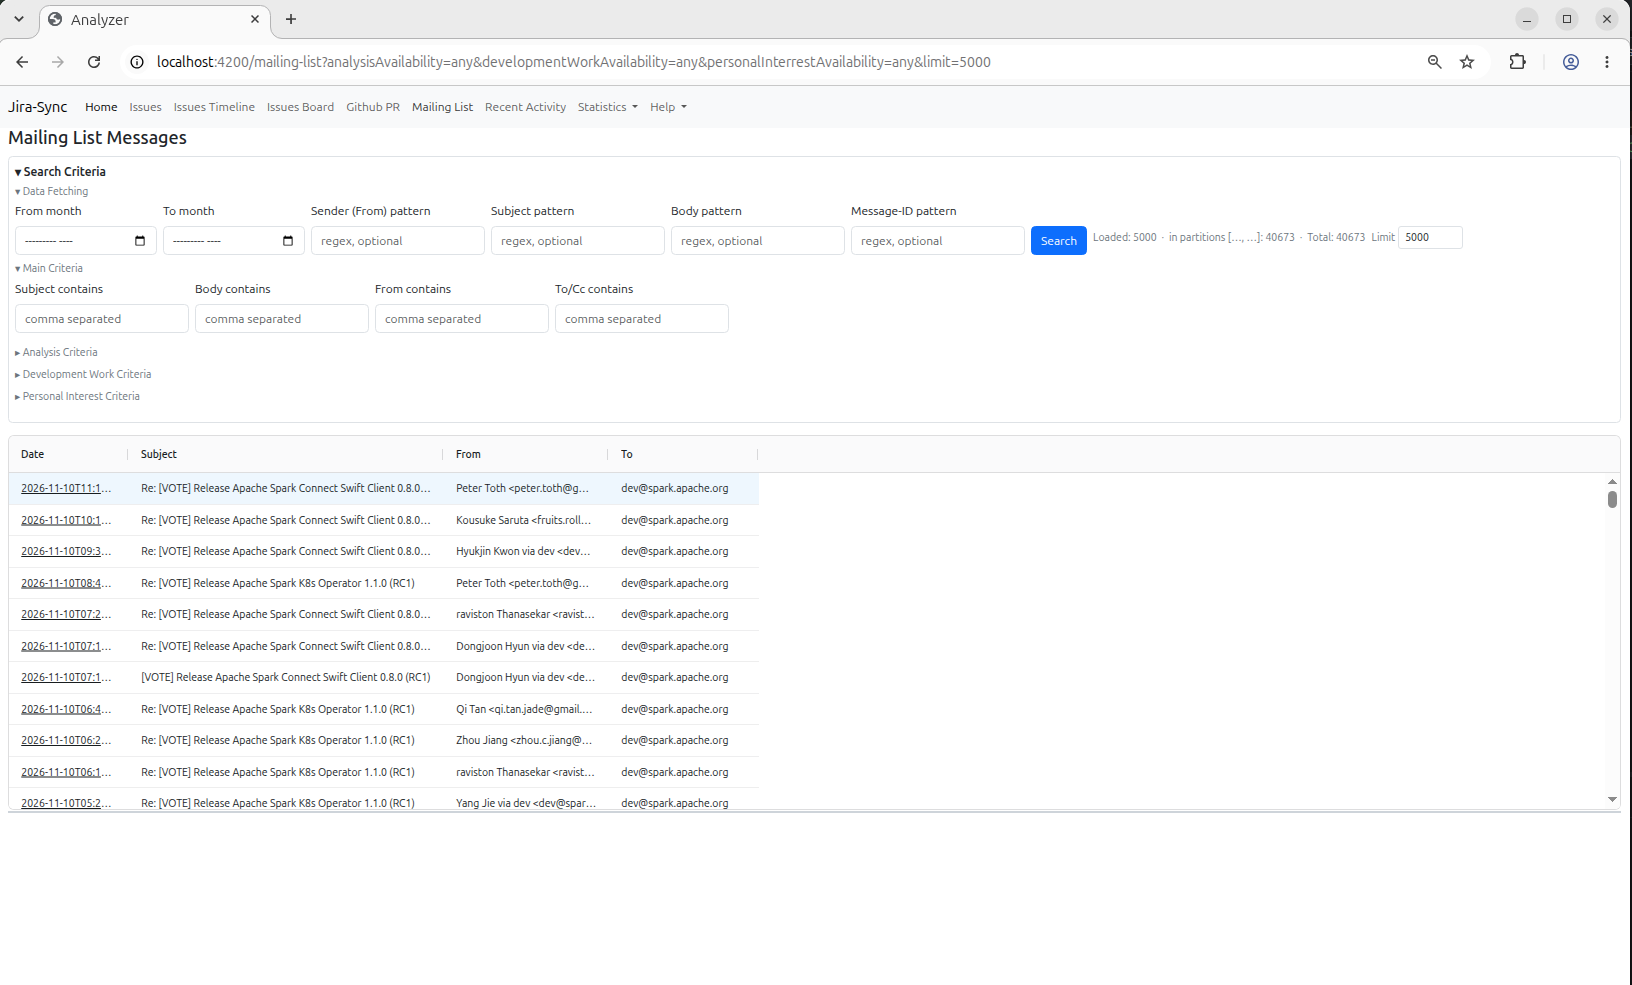 Analyzer
localhost:4200/mailing-list?analysisAvailability=any&developmentWorkAvailability=any&personalInterrestAvailability=any&limit=5000
Jira-Sync Home Issues Issues Timeline Issues Board Github PR Mailing List Recent Activity Statistics Help
Mailing List Messages
▾ Search Criteria
▾ Data Fetching
From month To month Sender (From) pattern Subject pattern Body pattern Message-ID pattern
--------- ---- --------- ---- regex, optional regex, optional regex, optional regex, optional Search Loaded: 5000 · in partitions [..., ...]: 40673 · Total: 40673 Limit 5000
▾ Main Criteria
Subject contains Body contains From contains To/Cc contains
comma separated comma separated comma separated comma separated
▸ Analysis Criteria
▸ Development Work Criteria
▸ Personal Interest Criteria
Date Subject From To
2026-11-10T11:1... Re: [VOTE] Release Apache Spark Connect Swift Client 0.8.0... Peter Toth <peter.toth@g... dev@spark.apache.org
2026-11-10T10:1... Re: [VOTE] Release Apache Spark Connect Swift Client 0.8.0... Kousuke Saruta <fruits.roll... dev@spark.apache.org
2026-11-10T09:3... Re: [VOTE] Release Apache Spark Connect Swift Client 0.8.0... Hyukjin Kwon via dev <dev... dev@spark.apache.org
2026-11-10T08:4... Re: [VOTE] Release Apache Spark K8s Operator 1.1.0 (RC1) Peter Toth <peter.toth@g... dev@spark.apache.org
2026-11-10T07:2... Re: [VOTE] Release Apache Spark Connect Swift Client 0.8.0... raviston Thanasekar <ravist... dev@spark.apache.org
2026-11-10T07:1... Re: [VOTE] Release Apache Spark Connect Swift Client 0.8.0... Dongjoon Hyun via dev <de... dev@spark.apache.org
2026-11-10T07:1... [VOTE] Release Apache Spark Connect Swift Client 0.8.0 (RC1) Dongjoon Hyun via dev <de... dev@spark.apache.org
2026-11-10T06:4... Re: [VOTE] Release Apache Spark K8s Operator 1.1.0 (RC1) Qi Tan <qi.tan.jade@gmail.... dev@spark.apache.org
2026-11-10T06:2... Re: [VOTE] Release Apache Spark K8s Operator 1.1.0 (RC1) Zhou Jiang <zhou.c.jiang@... dev@spark.apache.org
2026-11-10T06:1... Re: [VOTE] Release Apache Spark K8s Operator 1.1.0 (RC1) raviston Thanasekar <ravist... dev@spark.apache.org
2026-11-10T05:2... Re: [VOTE] Release Apache Spark K8s Operator 1.1.0 (RC1) Yang Jie via dev <dev@spar... dev@spark.apache.org